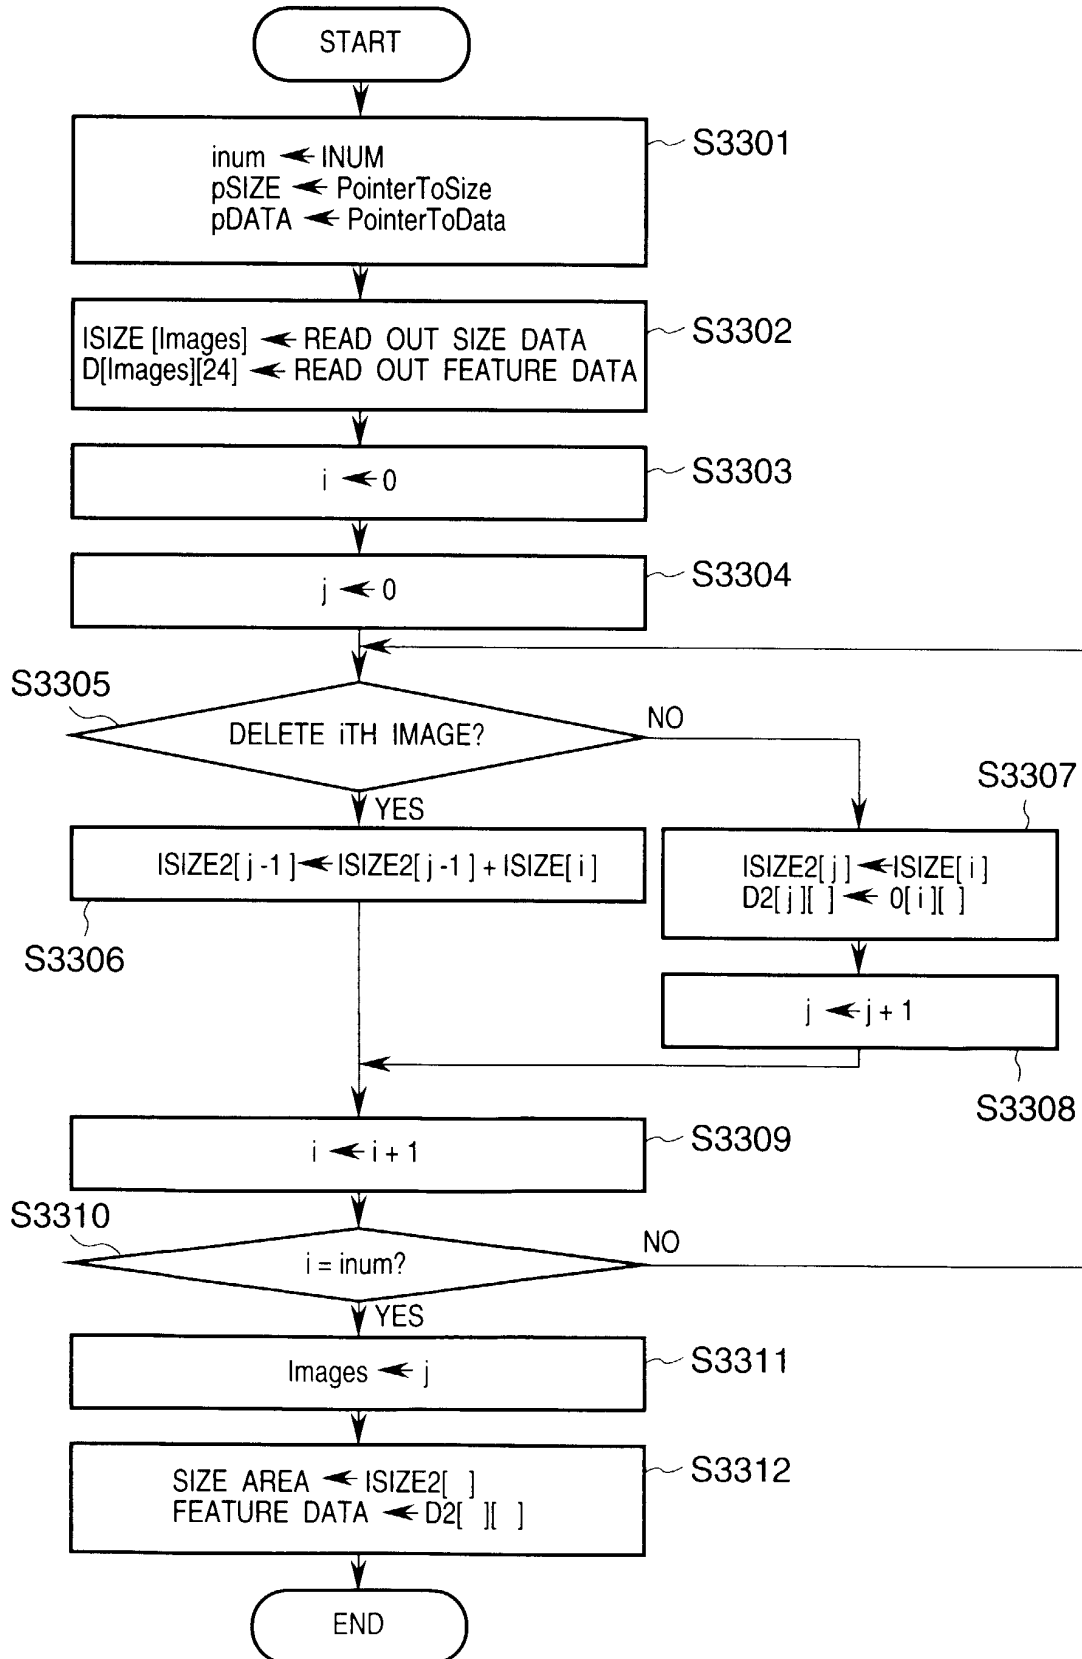 START
inum ← INUM
pSIZE ← PointerToSize
pDATA ← PointerToData
S3301
ISIZE [Images] ← READ OUT SIZE DATA
D[Images][24] ← READ OUT FEATURE DATA
S3302
i ← 0
S3303
j ← 0
S3304
S3305
DELETE iTH IMAGE?
NO
YES
ISIZE2[ j -1 ] ← ISIZE2[ j -1 ] + ISIZE[ i ]
S3306
S3307
ISIZE2[ j ] ← ISIZE[ i ]
D2[ j ][ ] ← 0[ i ][ ]
j ← j + 1
S3308
i ← i + 1
S3309
S3310
i = inum?
NO
YES
Images ← j
S3311
SIZE AREA ← ISIZE2[ ]
FEATURE DATA ← D2[ ][ ]
S3312
END